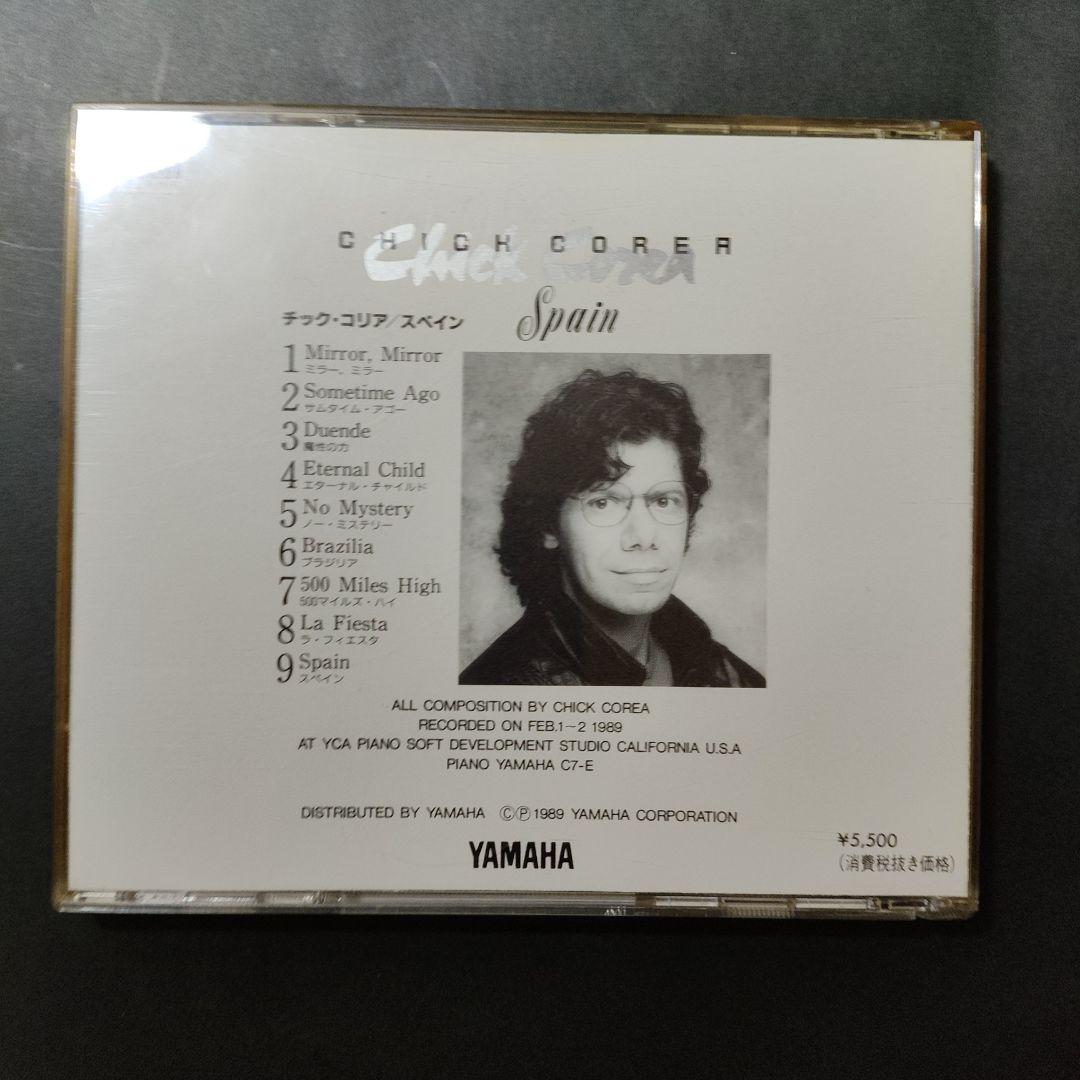 CHICK COREA
Chick Corea
Spain
チック・コリア/スペイン
1 Mirror, Mirror
ミラー、ミラー
2 Sometime Ago
サムタイム・アゴー
3 Duende
魔性の力
4 Eternal Child
エターナル・チャイルド
5 No Mystery
ノー・ミステリー
6 Brazilia
ブラジリア
7 500 Miles High
500マイルズ・ハイ
8 La Fiesta
ラ・フィエスタ
9 Spain
スペイン
ALL COMPOSITION BY CHICK COREA
RECORDED ON FEB.1~2 1989
AT YCA PIANO SOFT DEVELOPMENT STUDIO CALIFORNIA U.S.A
PIANO YAMAHA C7-E
DISTRIBUTED BY YAMAHA ⒸⓅ1989 YAMAHA CORPORATION
YAMAHA
¥5,500
(消費税抜き価格)